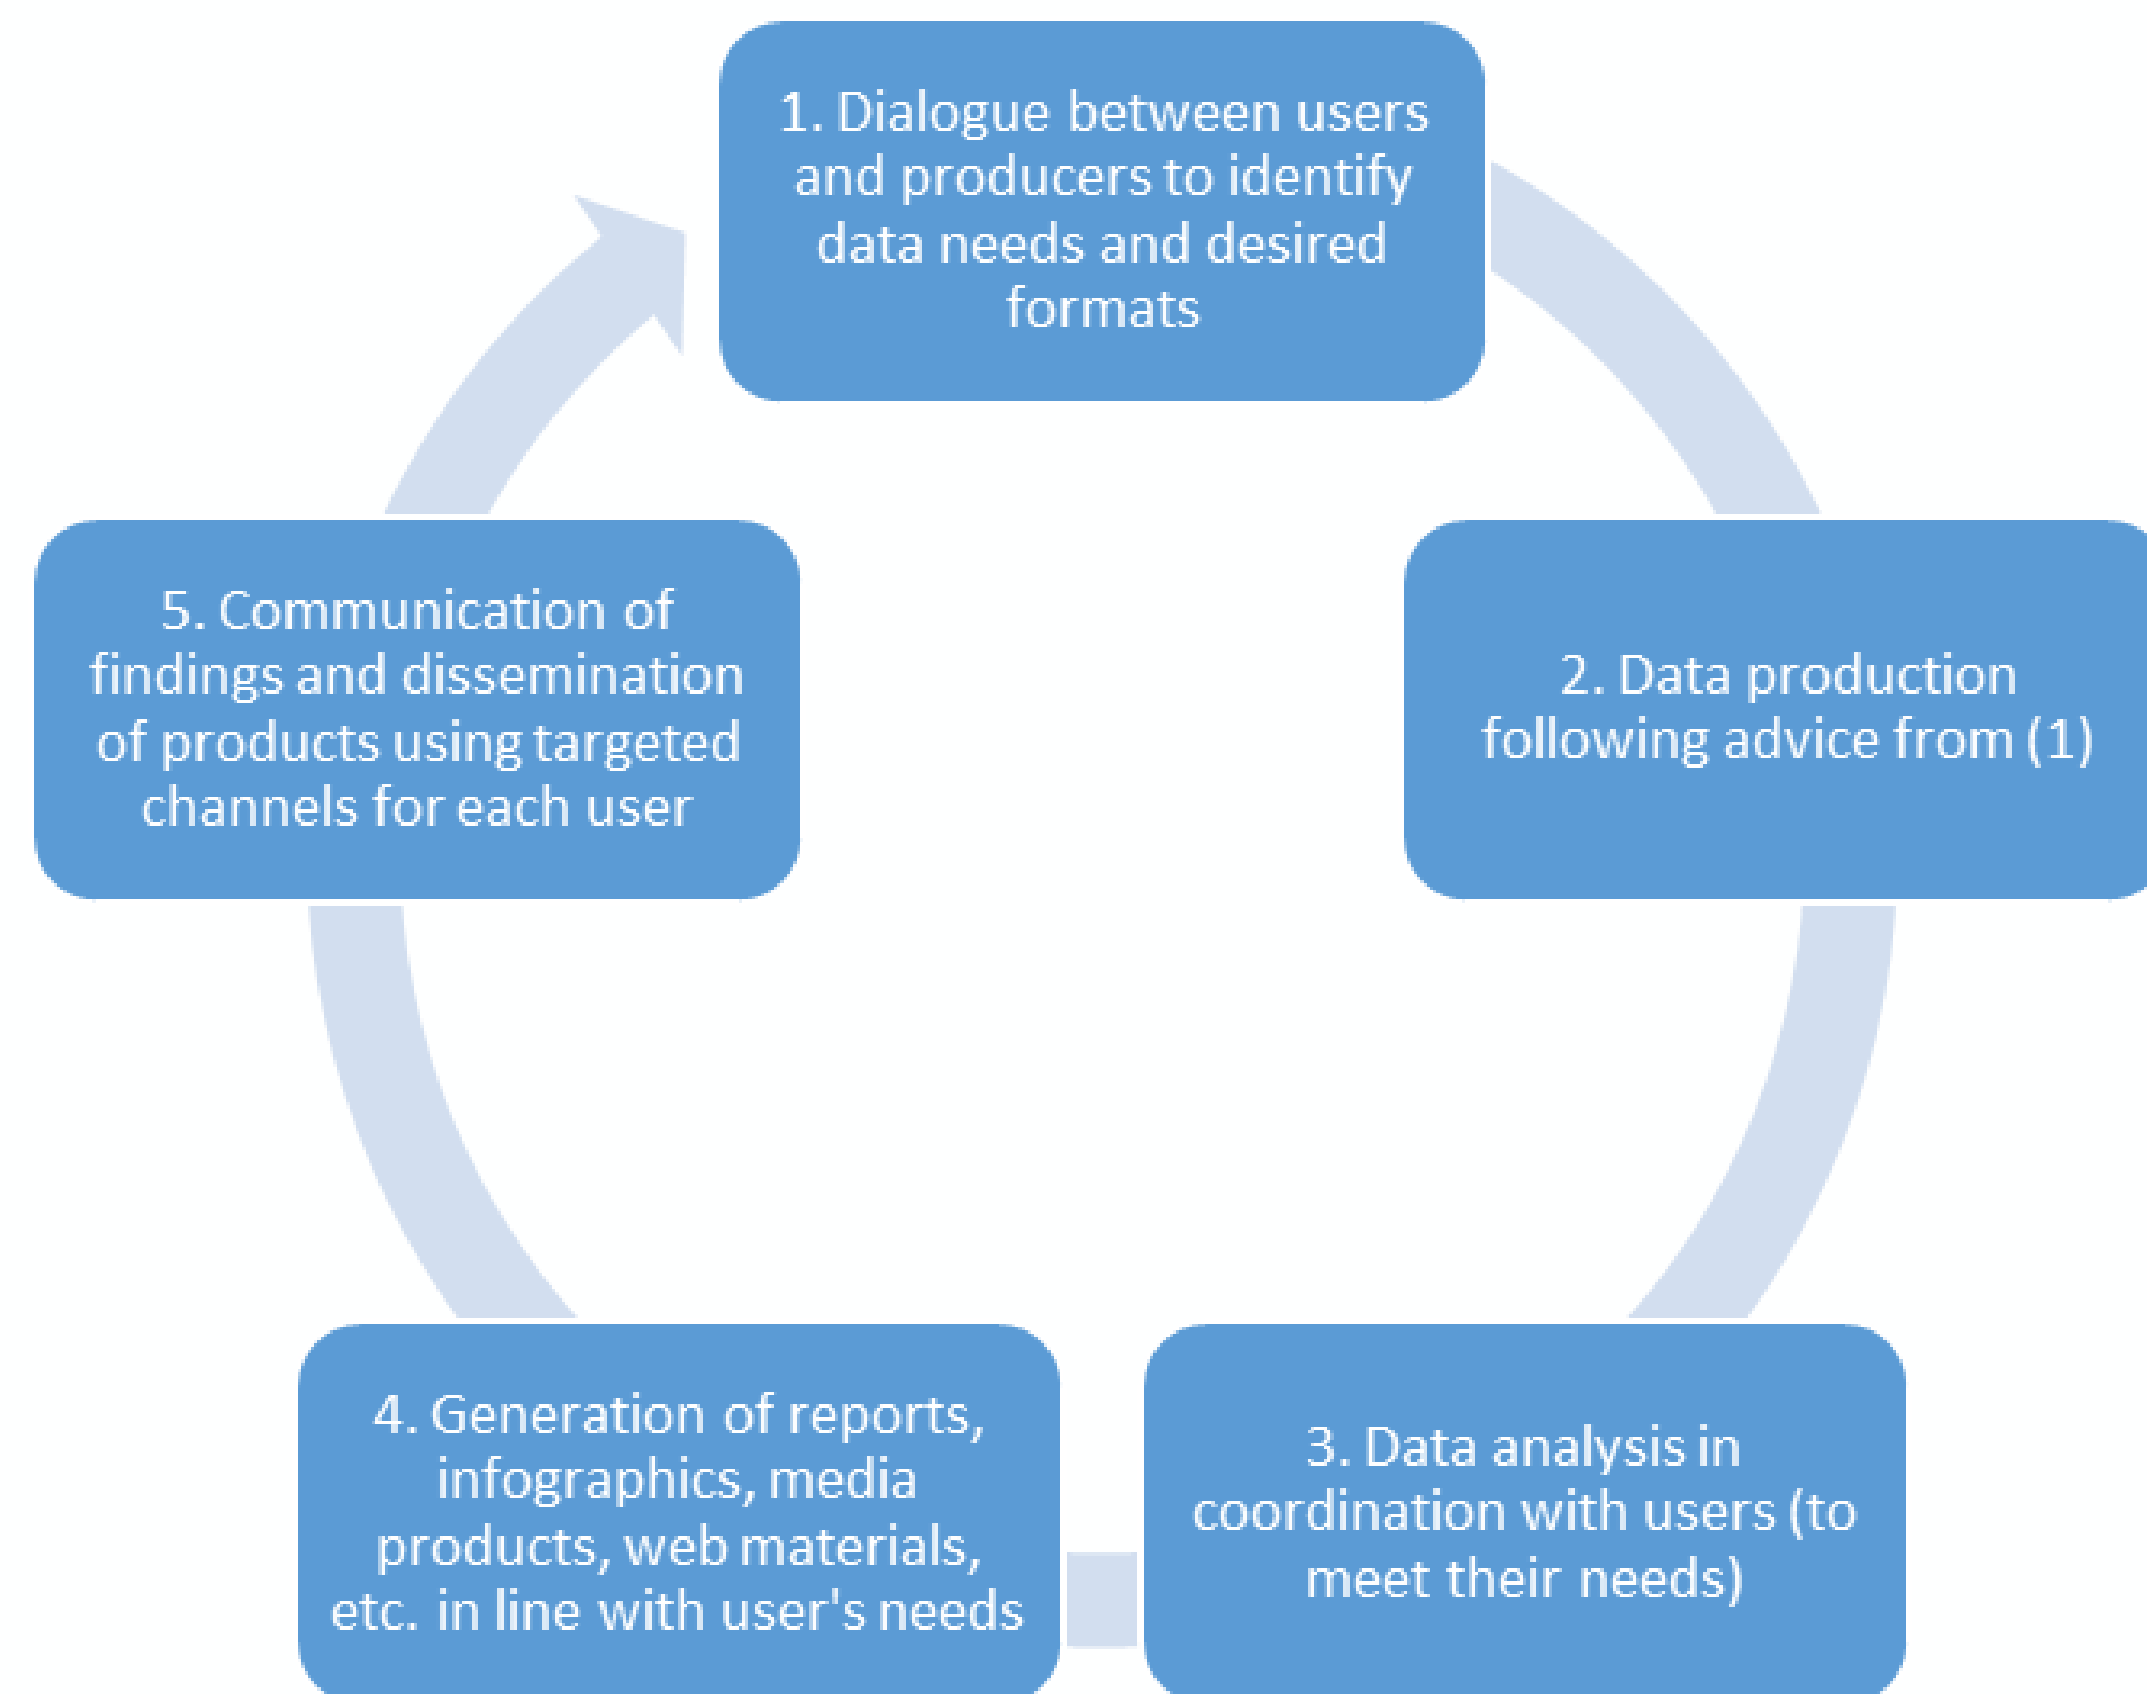 1. Dialogue between users
and producers to identify
data needs and desired
formats
2. Data production
following advice from (1)
3. Data analysis in
coordination with users (to
meet their needs)
4. Generation of reports,
infographics, media
products, web materials,
etc. in line with user's needs
5. Communication of
findings and dissemination
of products using targeted
channels for each user